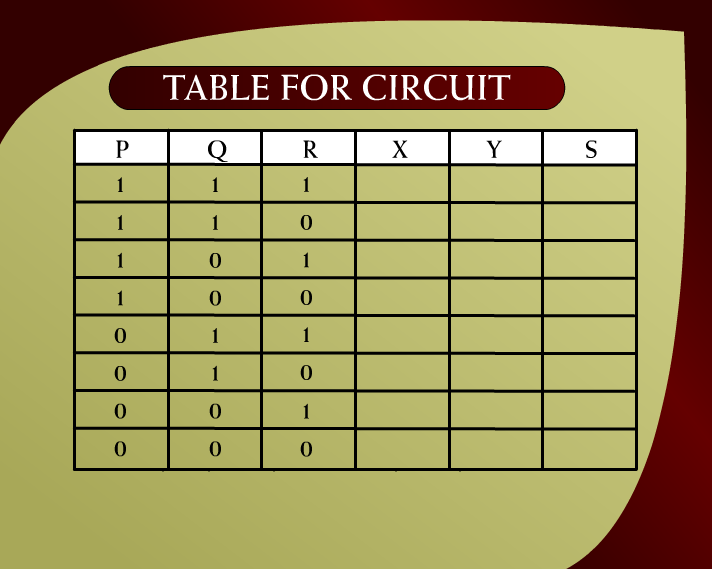 TABLE FOR CIRCUIT
P Q R X Y S
1 1 1
1 1 0
1 0 1
1 0 0
0 1 1
0 1 0
0 0 1
0 0 0